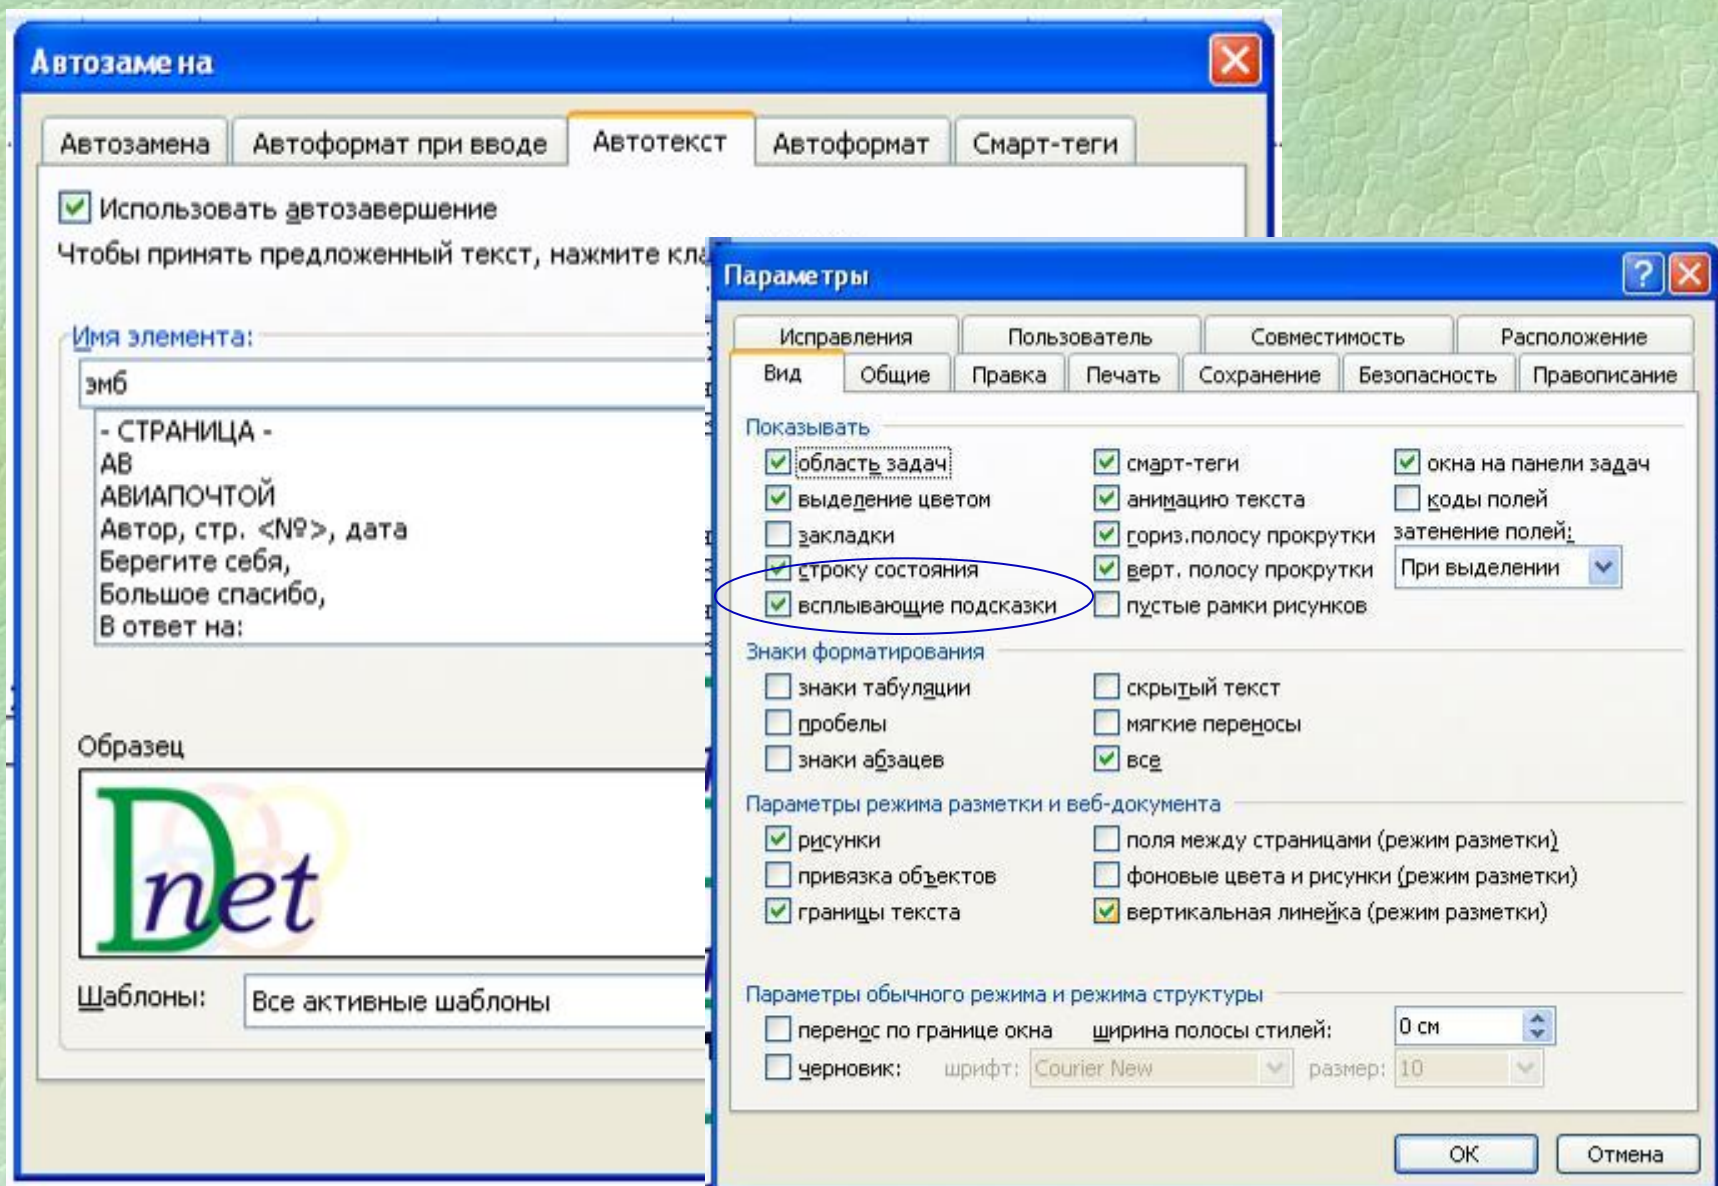 Автозамена
Автозамена Автоформат при вводе Автотекст Автоформат Смарт-теги
Использовать автозавершение
Чтобы принять предложенный текст, нажмите
Имя элемента:
эмб
- СТРАНИЦА -
АВ
АВИАПОЧТОЙ
Автор, стр. <№>, дата
Берегите себя,
Большое спасибо,
В ответ на:
Образец
Dnet
Шаблоны: Все активные шаблоны
Параметры
Исправления Пользователь Совместимость Расположение
Вид Общие Правка Печать Сохранение Безопасность Правописание
Показывать
область задач смарт-теги окна на панели задач
выделение цветом анимацию текста коды полей
закладки гориз.полосу прокрутки затенение полей:
строку состояния верт. полосу прокрутки При выделении
всплывающие подсказки пустые рамки рисунков
Знаки форматирования
знаки табуляции скрытый текст
пробелы мягкие переносы
знаки абзацев все
Параметры режима разметки и веб-документа
рисунки поля между страницами (режим разметки)
привязка объектов фоновые цвета и рисунки (режим разметки)
границы текста вертикальная линейка (режим разметки)
Параметры обычного режима и режима структуры
перенос по границе окна ширина полосы стилей: 0 см
черновик: шрифт: Courier New размер: 10
ОК Отмена